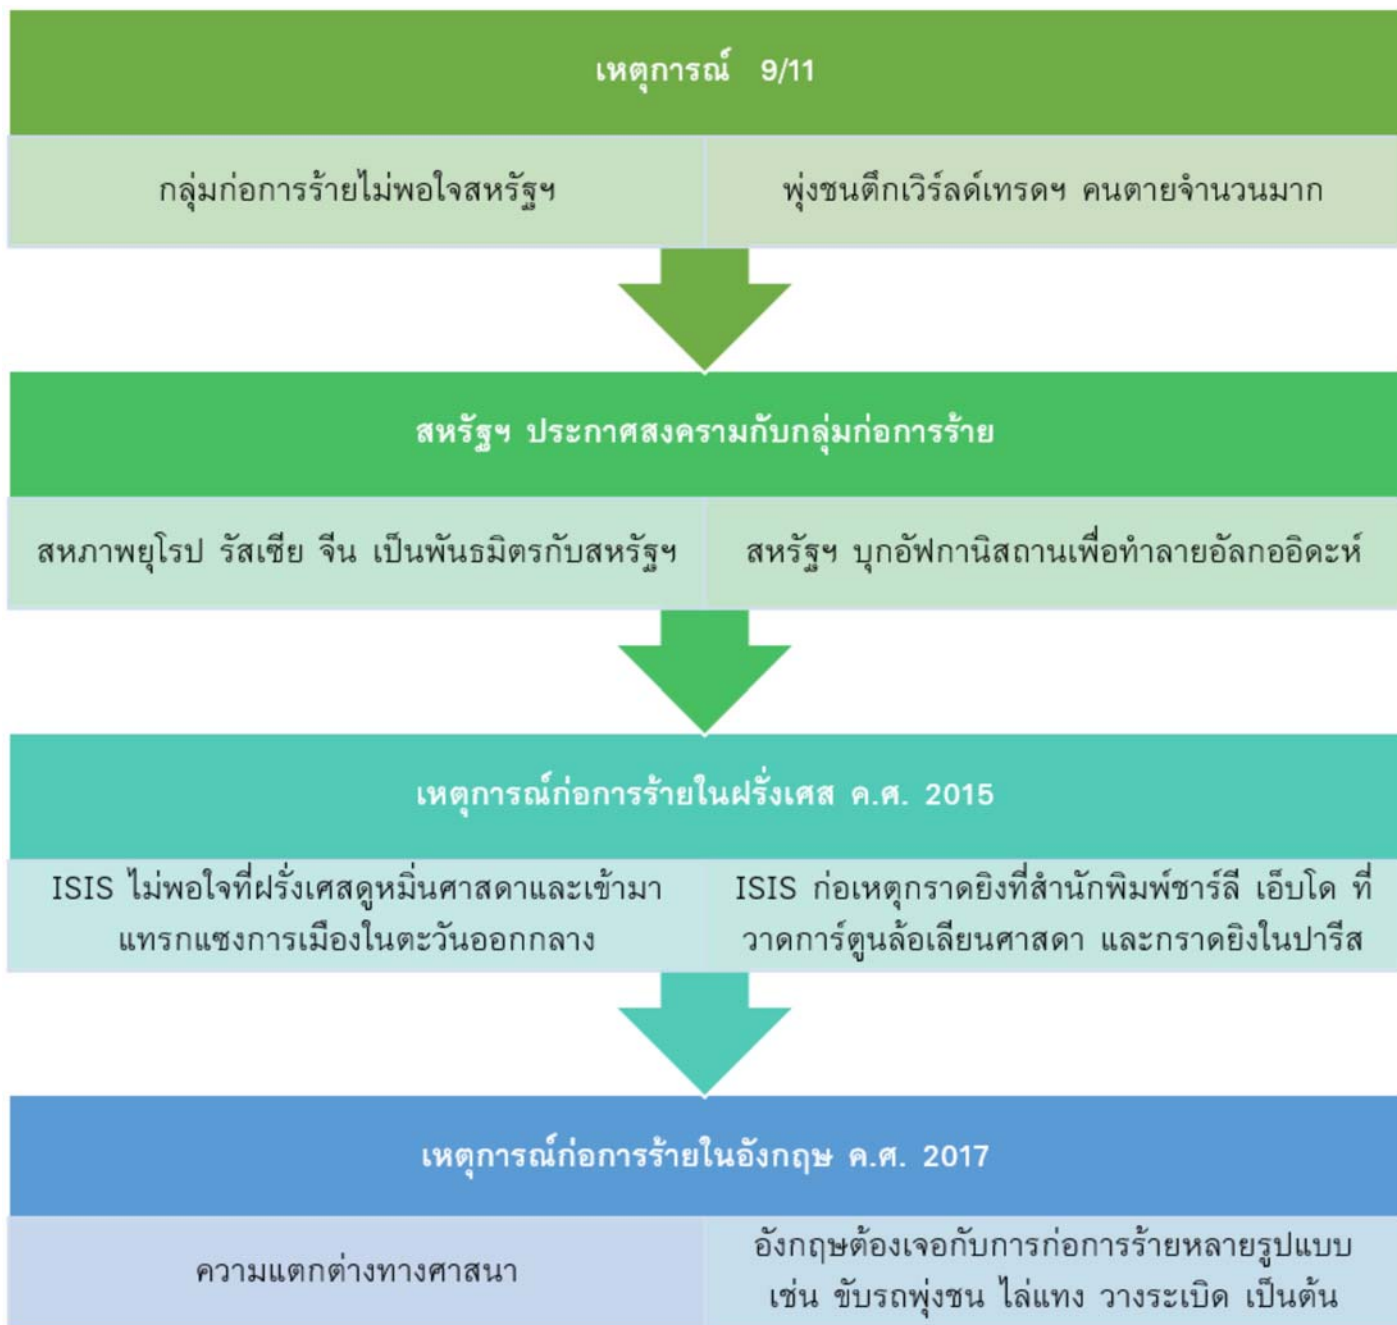 เหตุการณ์ 9/11
กลุ่มก่อการร้ายไม่พอใจสหรัฐฯ
พุ่งชนตึกเวิร์ลด์เทรดฯ คนตายจำนวนมาก
สหรัฐฯ ประกาศสงครามกับกลุ่มก่อการร้าย
สหภาพยุโรป รัสเซีย จีน เป็นพันธมิตรกับสหรัฐฯ
สหรัฐฯ บุกอัฟกานิสถานเพื่อทำลายอัลกออิดะห์
เหตุการณ์ก่อการร้ายในฝรั่งเศส ค.ศ. 2015
ISIS ไม่พอใจที่ฝรั่งเศสดูหมิ่นศาสดาและเข้ามา
แทรกแซงการเมืองในตะวันออกกลาง
ISIS ก่อเหตุกราดยิงที่สำนักพิมพ์ชาร์ลี เอ็บโด ที่
วาดการ์ตูนล้อเลียนศาสดา และกราดยิงในปารีส
เหตุการณ์ก่อการร้ายในอังกฤษ ค.ศ. 2017
ความแตกต่างทางศาสนา
อังกฤษต้องเจอกับการก่อการร้ายหลายรูปแบบ
เช่น ขับรถพุ่งชน ไล่แทง วางระเบิด เป็นต้น